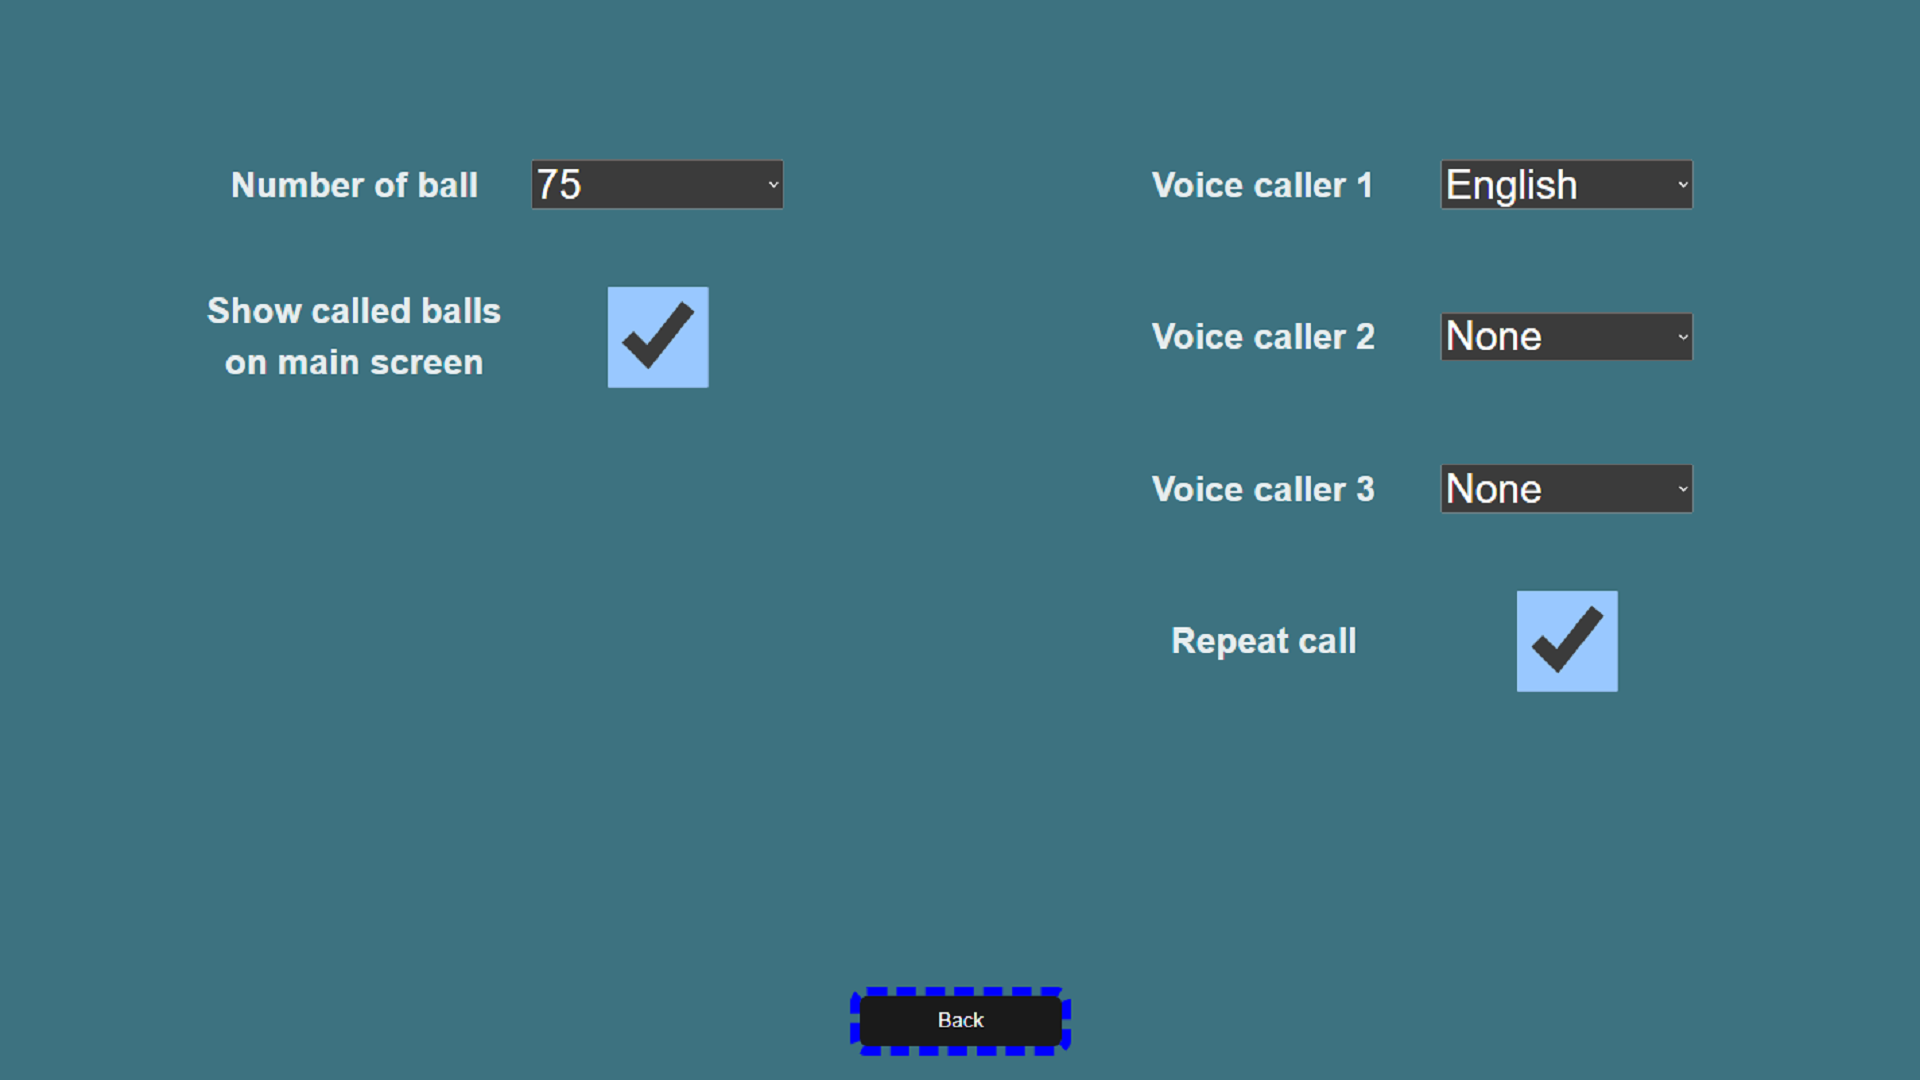 Number of ball
75
Show called balls
on main screen
Voice caller 1
English
Voice caller 2
None
Voice caller 3
None
Repeat call
Back